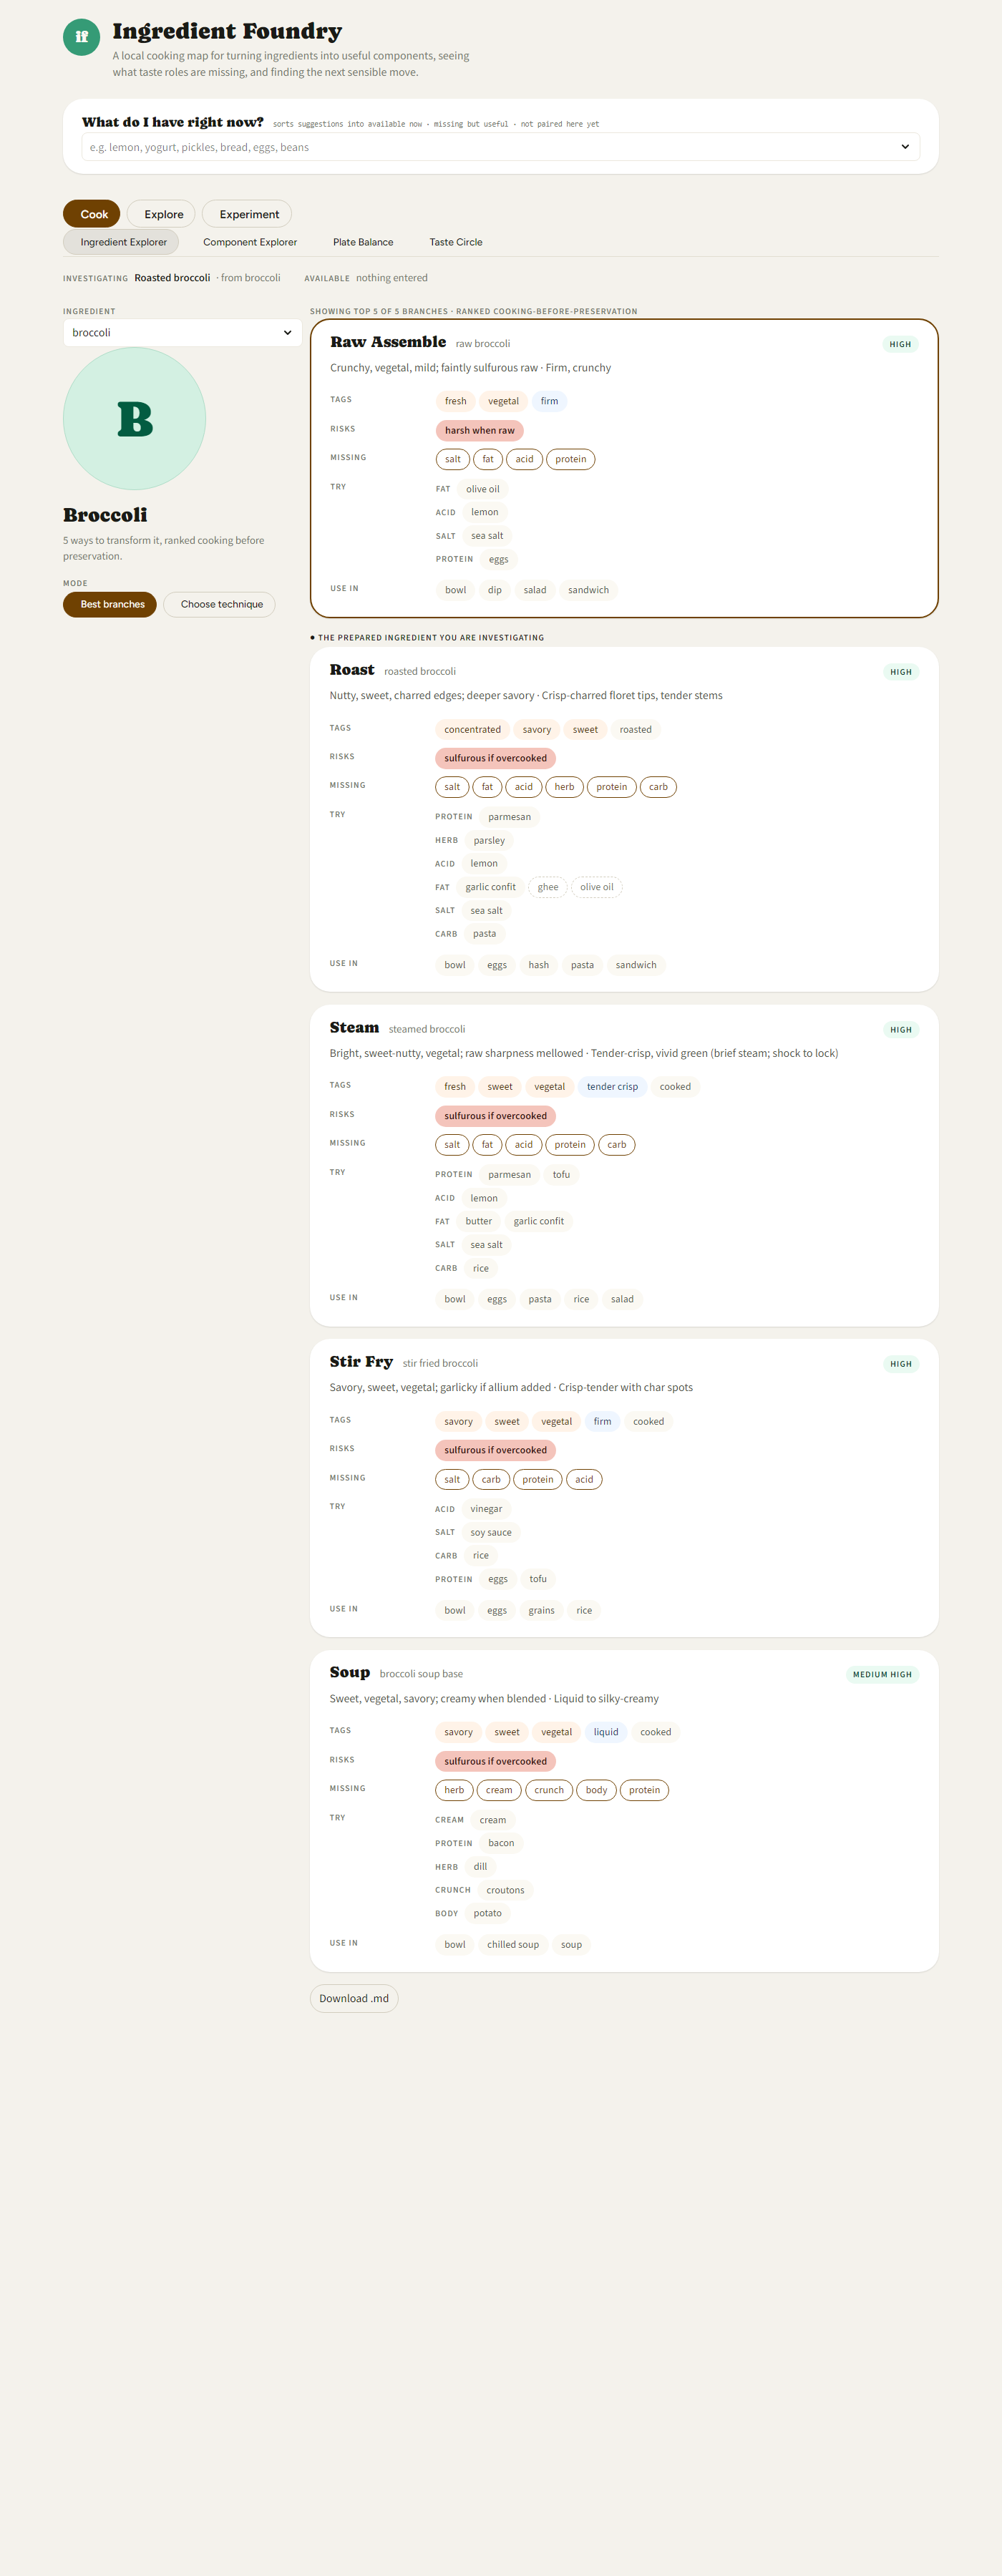 if
Ingredient Foundry
A local cooking map for turning ingredients into useful components, seeing
what taste roles are missing, and finding the next sensible move.
What do I have right now? sorts suggestions into available now · missing but useful · not paired here yet
e.g. lemon, yogurt, pickles, bread, eggs, beans
Cook Explore Experiment
Ingredient Explorer Component Explorer Plate Balance Taste Circle
INVESTIGATING Roasted broccoli · from broccoli AVAILABLE nothing entered
INGREDIENT
broccoli
B
Broccoli
5 ways to transform it, ranked cooking before
preservation.
MODE
Best branches Choose technique
SHOWING TOP 5 OF 5 BRANCHES · RANKED COOKING-BEFORE-PRESERVATION
Raw Assemble raw broccoli HIGH
Crunchy, vegetal, mild; faintly sulfurous raw · Firm, crunchy
TAGS fresh vegetal firm
RISKS harsh when raw
MISSING salt fat acid protein
TRY FAT olive oil
ACID lemon
SALT sea salt
PROTEIN eggs
USE IN bowl dip salad sandwich
• THE PREPARED INGREDIENT YOU ARE INVESTIGATING
Roast roasted broccoli HIGH
Nutty, sweet, charred edges; deeper savory · Crisp-charred floret tips, tender stems
TAGS concentrated savory sweet roasted
RISKS sulfurous if overcooked
MISSING salt fat acid herb protein carb
TRY PROTEIN parmesan
HERB parsley
ACID lemon
FAT garlic confit ghee olive oil
SALT sea salt
CARB pasta
USE IN bowl eggs hash pasta sandwich
Steam steamed broccoli HIGH
Bright, sweet-nutty, vegetal; raw sharpness mellowed · Tender-crisp, vivid green (brief steam; shock to lock)
TAGS fresh sweet vegetal tender crisp cooked
RISKS sulfurous if overcooked
MISSING salt fat acid protein carb
TRY PROTEIN parmesan tofu
ACID lemon
FAT butter garlic confit
SALT sea salt
CARB rice
USE IN bowl eggs pasta rice salad
Stir Fry stir fried broccoli HIGH
Savory, sweet, vegetal; garlicky if allium added · Crisp-tender with char spots
TAGS savory sweet vegetal firm cooked
RISKS sulfurous if overcooked
MISSING salt carb protein acid
TRY ACID vinegar
SALT soy sauce
CARB rice
PROTEIN eggs tofu
USE IN bowl eggs grains rice
Soup broccoli soup base MEDIUM HIGH
Sweet, vegetal, savory; creamy when blended · Liquid to silky-creamy
TAGS savory sweet vegetal liquid cooked
RISKS sulfurous if overcooked
MISSING herb cream crunch body protein
TRY CREAM cream
PROTEIN bacon
HERB dill
CRUNCH croutons
BODY potato
USE IN bowl chilled soup soup
Download .md